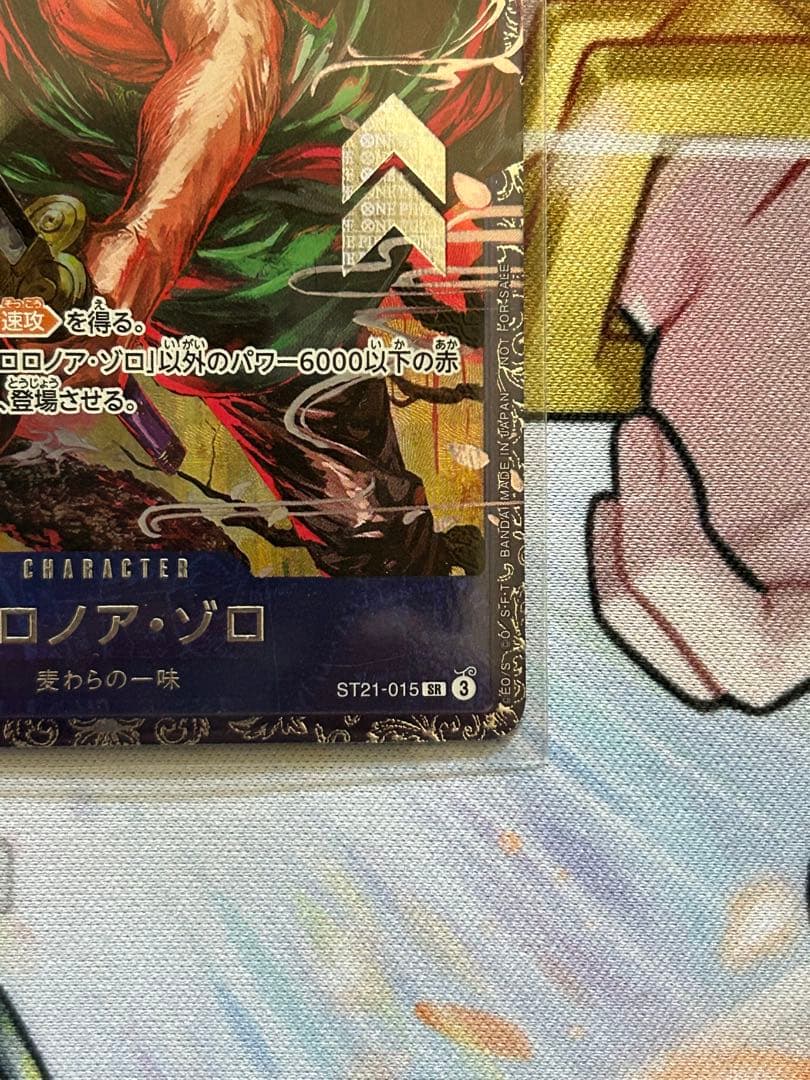 速攻 を得る。
ロロノア・ゾロ」以外のパワー6000以下の赤
、登場させる。
CHARACTER
ロノア・ゾロ
麦わらの一味
ST21-015 SR 3
BANDAI MADE IN JAPAN NOT FOR SALE